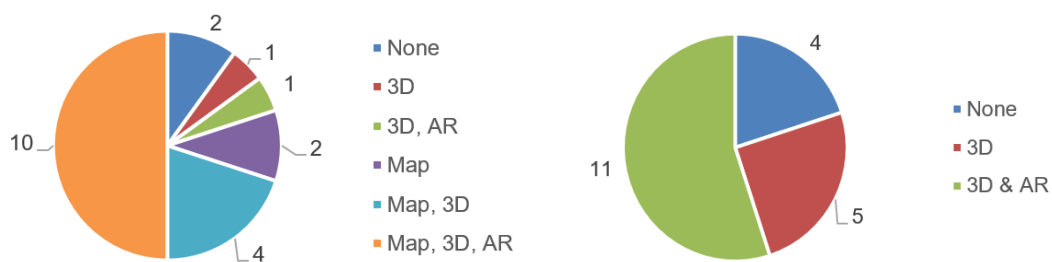 2
1
1
2
4
10
None
3D
3D, AR
Map
Map, 3D
Map, 3D, AR
4
5
11
None
3D
3D & AR